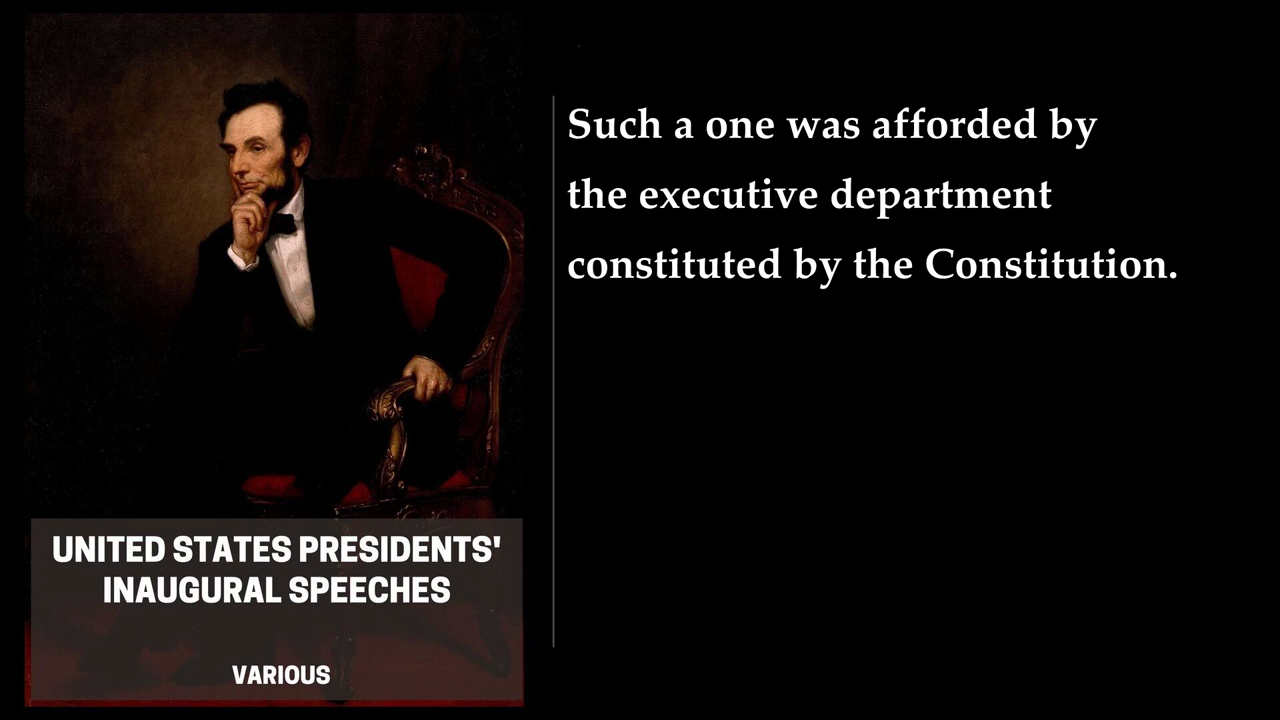 Such a one was afforded by
the executive department
constituted by the Constitution.
UNITED STATES PRESIDENTS'
INAUGURAL SPEECHES
VARIOUS